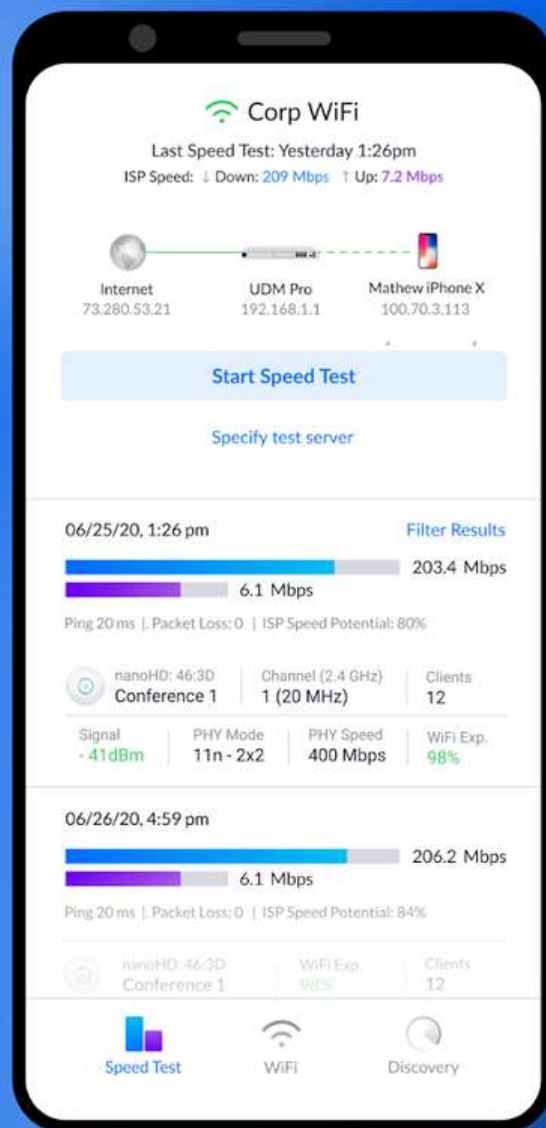 Corp WiFi
Last Speed Test: Yesterday 1:26pm
ISP Speed: ↓ Down: 209 Mbps ↑ Up: 7.2 Mbps
Internet UDM Pro Mathew iPhone X
73.280.53.21 192.168.1.1 100.70.3.113
Start Speed Test
Specify test server
06/25/20, 1:26 pm Filter Results
203.4 Mbps
6.1 Mbps
Ping 20 ms |. Packet Loss: 0 | ISP Speed Potential: 80%
nanoHD: 46:3D Channel (2.4 GHz) Clients
Conference 1 1 (20 MHz) 12
Signal PHY Mode PHY Speed WiFi Exp.
- 41dBm 11n - 2x2 400 Mbps 98%
06/26/20, 4:59 pm
206.2 Mbps
6.1 Mbps
Ping 20 ms |. Packet Loss: 0 | ISP Speed Potential: 84%
nanoHD: 46:3D WiFi Exp. Clients
Conference 1 98% 12
Speed Test WiFi Discovery